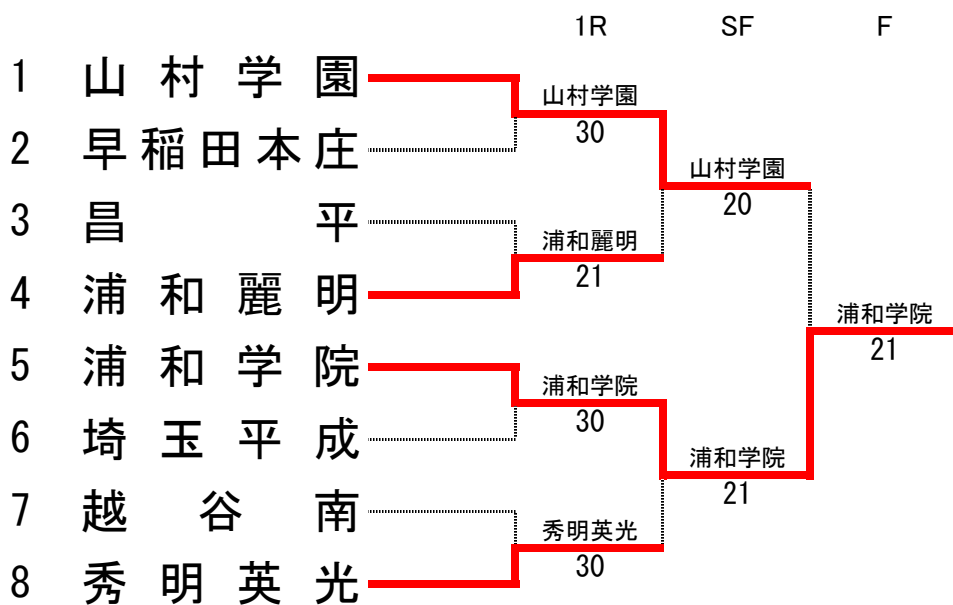 1R SF F
1 山村学園
山村学園
30
2 早稲田本庄
山村学園
20
3 昌平
浦和麗明
21
4 浦和麗明
浦和学院
21
5 浦和学院
浦和学院
30
6 埼玉平成
浦和学院
21
7 越谷南
秀明英光
30
8 秀明英光